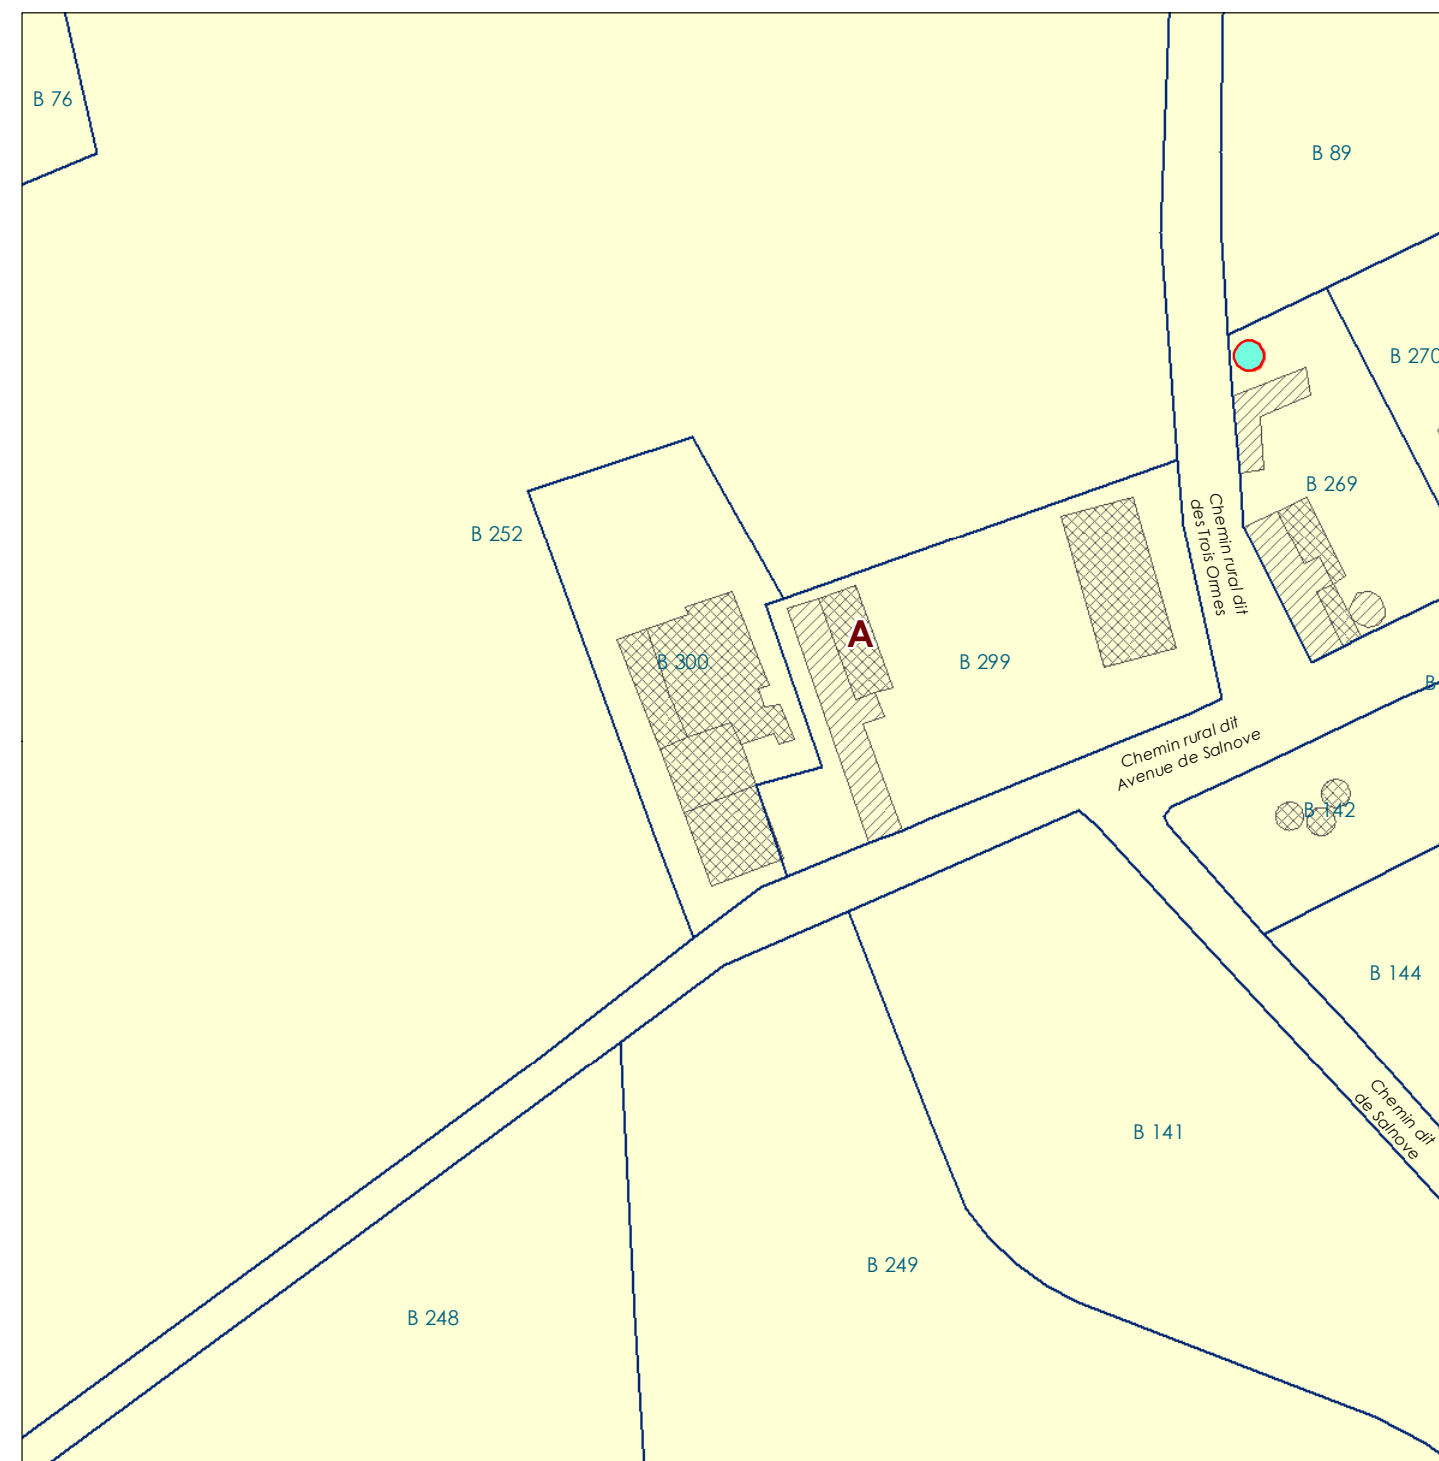 B 76
B 89
B 270
B 269
B 252
Chemin rural dit
des Trois Ormes
A
B 300
B 299
B
Chemin rural dit
Avenue de Salnove
B 142
B 144
Chemin dit
de Salnove
B 141
B 249
B 248